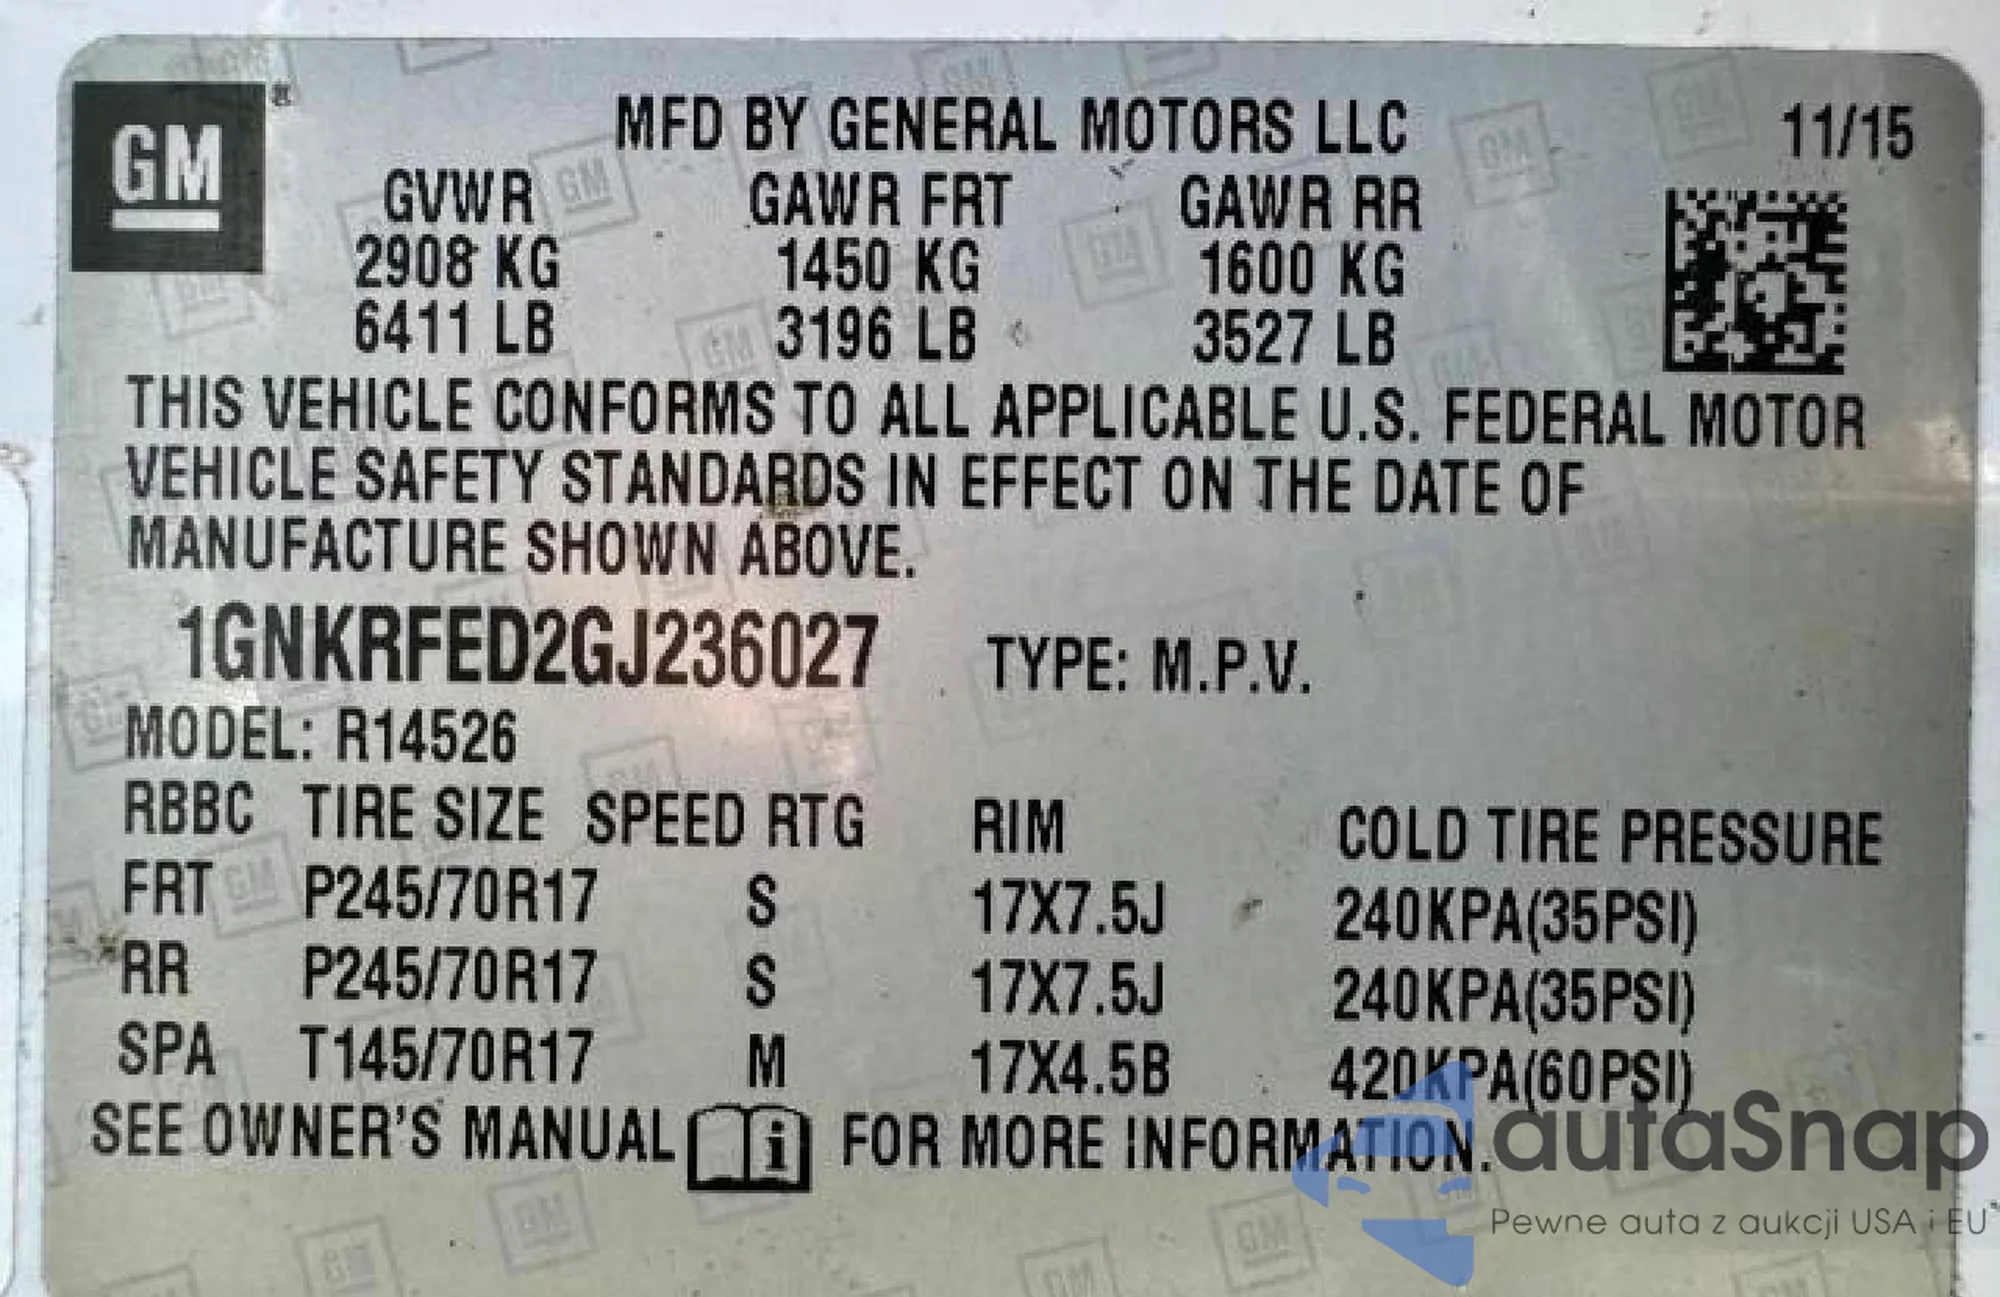 GM
MFD BY GENERAL MOTORS LLC 11/15
GVWR GAWR FRT GAWR RR
2908 KG 1450 KG 1600 KG
6411 LB 3196 LB 3527 LB
THIS VEHICLE CONFORMS TO ALL APPLICABLE U.S. FEDERAL MOTOR
VEHICLE SAFETY STANDARDS IN EFFECT ON THE DATE OF
MANUFACTURE SHOWN ABOVE.
1GNKRFED2GJ236027 TYPE: M.P.V.
MODEL: R14526
RBBC TIRE SIZE SPEED RTG RIM COLD TIRE PRESSURE
FRT P245/70R17 S 17X7.5J 240KPA(35PSI)
RR P245/70R17 S 17X7.5J 240KPA(35PSI)
SPA T145/70R17 M 17X4.5B 420KPA(60PSI)
SEE OWNER'S MANUAL i FOR MORE INFORMATION.
autaSnap
Pewne auta z aukcji USA i EU